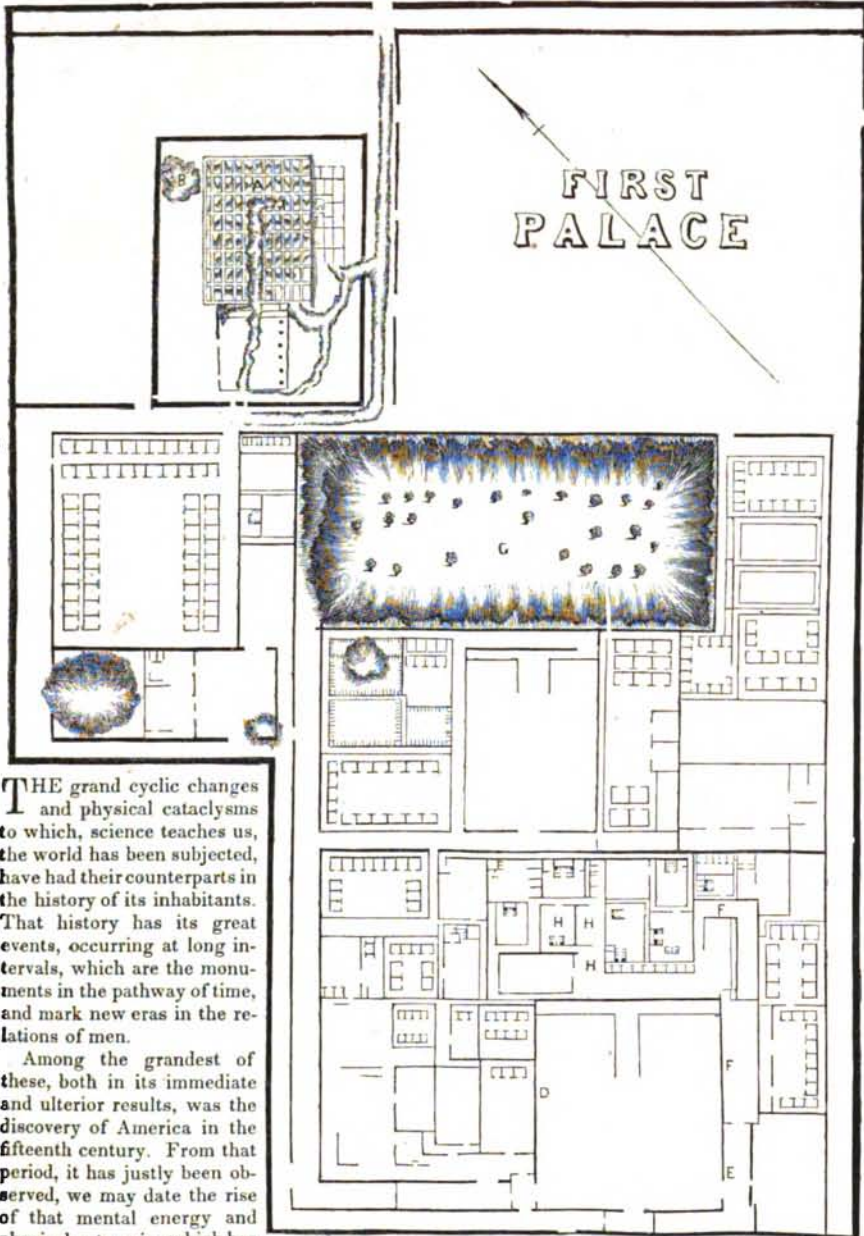 FIRST
PALACE
B
A
G
F
H
H
H
F
D
E
THE grand cyclic changes
and physical cataclysms
to which, science teaches us,
the world has been subjected,
have had their counterparts in
the history of its inhabitants.
That history has its great
events, occurring at long in-
tervals, which are the monu-
ments in the pathway of time,
and mark new eras in the re-
lations of men.
Among the grandest of
these, both in its immediate
and ulterior results, was the
discovery of America in the
fifteenth century. From that
period, it has justly been ob-
served, we may date the rise
of that mental energy and